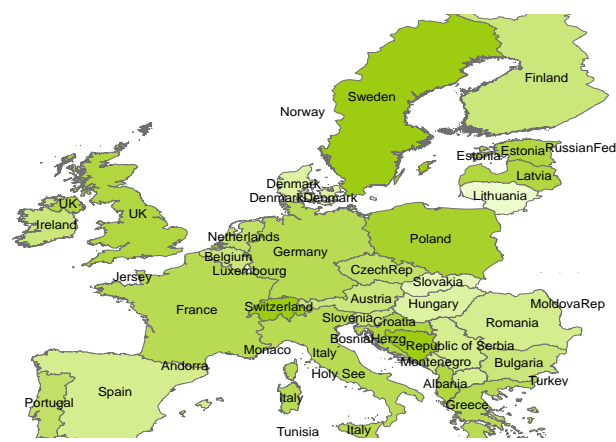 Finland
Sweden
Norway
Estonia RussianFed
Estonia
Latvia
Denmark
Lithuania
Denmark Denmark
UK
UK
Ireland
Netherlands
Poland
Belgium
Germany
Luxembourg
CzechRep
Jersey
Slovakia
France
Switzerland
Austria
Hungary
MoldovaRep
Slovenia
Croatia
Romania
BosniaHerzg
Republic of Serbia
Monaco
Italy
Andorra
Holy See
Montenegro
Bulgaria
Spain
Albania
Turkey
Portugal
Italy
Greece
Tunisia
Italy